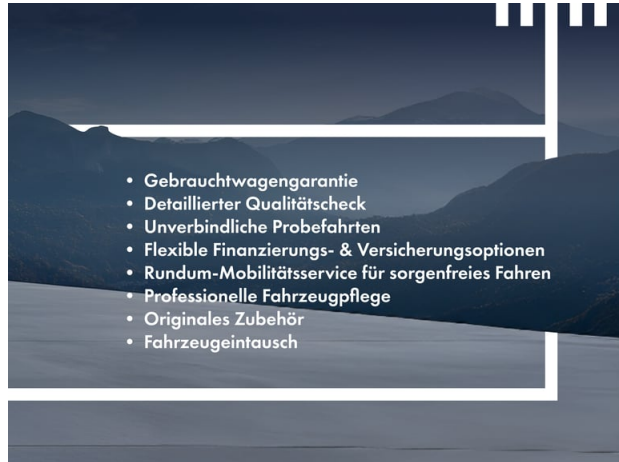 • Gebrauchtwagengarantie
• Detaillierter Qualitätscheck
• Unverbindliche Probefahrten
• Flexible Finanzierungs- & Versicherungsoptionen
• Rundum-Mobilitätsservice für sorgenfreies Fahren
• Professionelle Fahrzeugpflege
• Originales Zubehör
• Fahrzeugeintausch